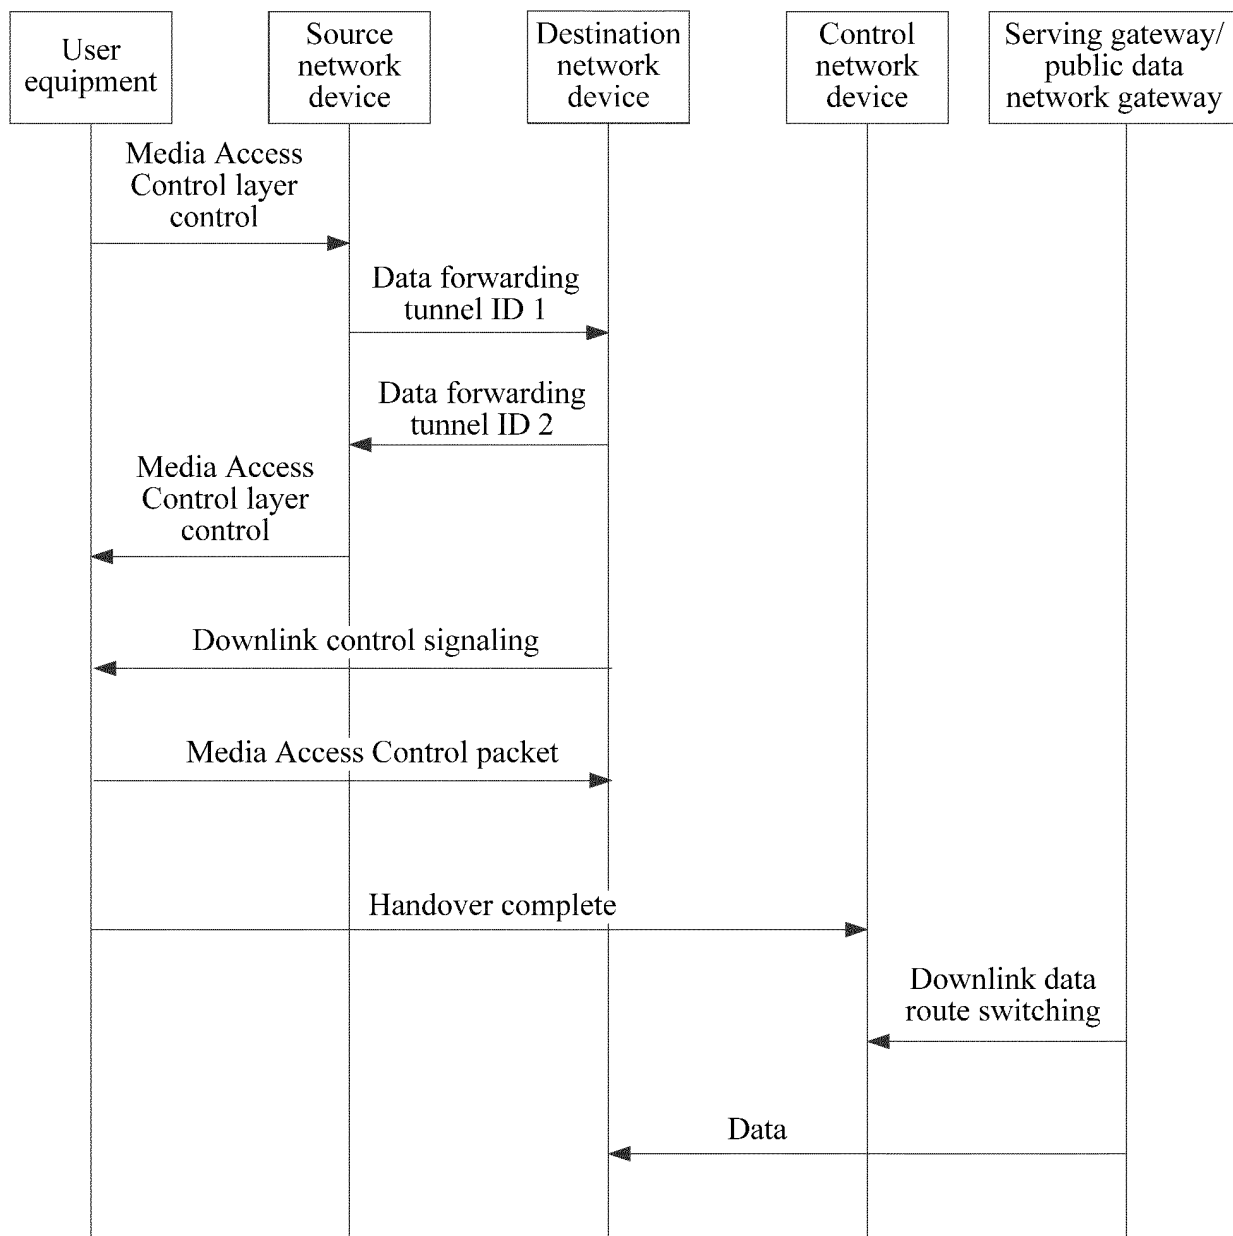 User
equipment
Source
network
device
Destination
network
device
Control
network
device
Serving gateway/
public data
network gateway
Media Access
Control layer
control
Data forwarding
tunnel ID 1
Data forwarding
tunnel ID 2
Media Access
Control layer
control
Downlink control signaling
Media Access Control packet
Handover complete
Downlink data
route switching
Data